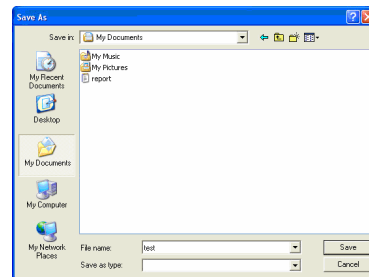 Save As
Save in: My Documents
My Recent
Documents
Desktop
My Documents
My Computer
My Network
Places
My Music
My Pictures
report
File name: test
Save
Save as type:
Cancel